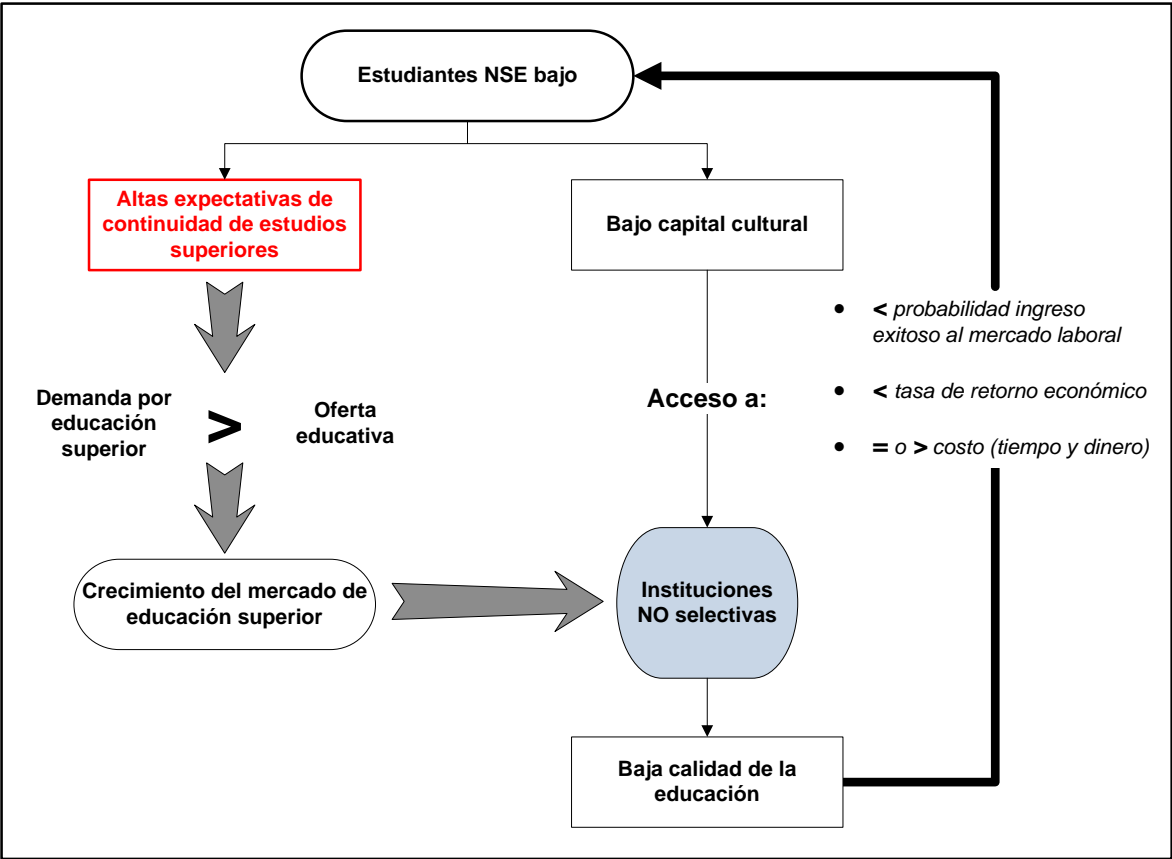 Estudiantes NSE bajo
Altas expectativas de
continuidad de estudios
superiores
Bajo capital cultural
Demanda por
educación
superior
>
Oferta
educativa
Acceso a:
• < probabilidad ingreso
exitoso al mercado laboral
• < tasa de retorno económico
• = o > costo (tiempo y dinero)
Crecimiento del mercado de
educación superior
Instituciones
NO selectivas
Baja calidad de la
educación